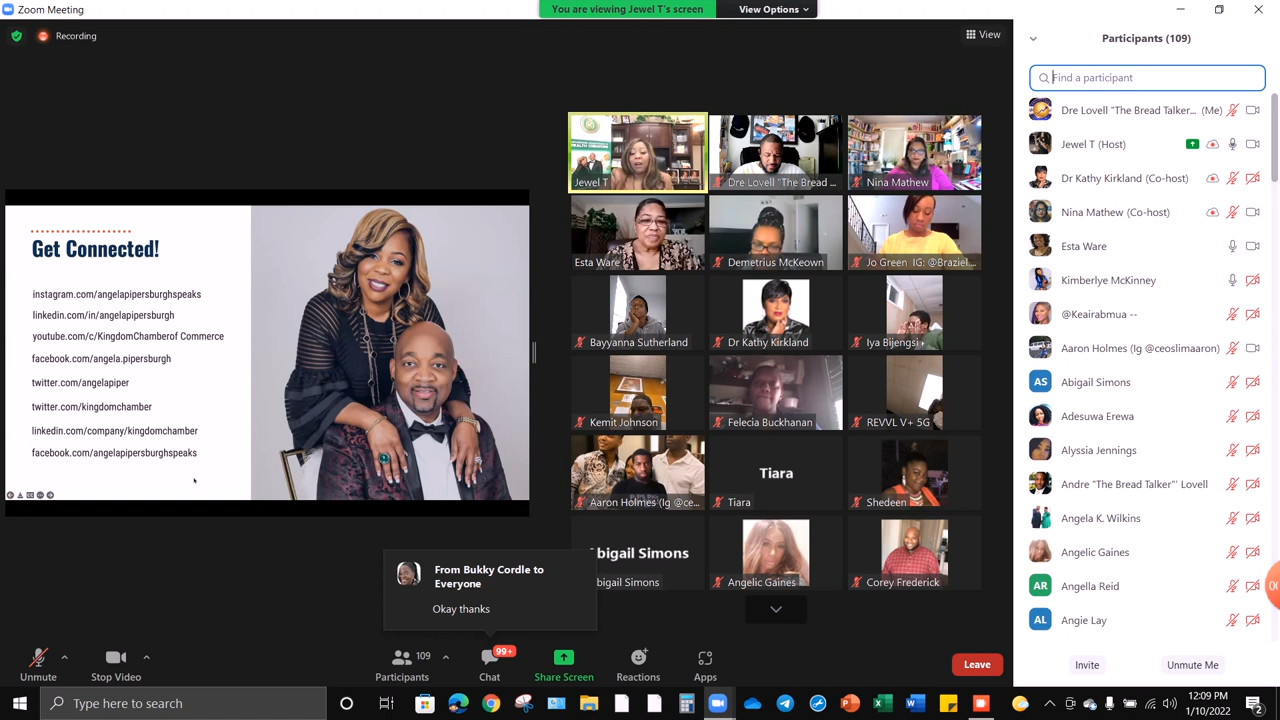 Zoom Meeting
You are viewing Jewel T's screen
View Options
Recording
View
Participants (109)
Find a participant
Get Connected!
instagram.com/angelapipersburghspeaks
linkedin.com/in/angelapipersburgh
youtube.com/c/KingdomChamberof Commerce
facebook.com/angela.pipersburgh
twitter.com/angelapiper
twitter.com/kingdomchamber
linkedin.com/company/kingdomchamber
facebook.com/angelapipersburghspeaks
Jewel T
Dre Lovell "The Bread ...
Nina Mathew
Esta Ware
Demetrius McKeown
Jo Green IG: @Braziel....
Bayyanna Sutherland
Dr Kathy Kirkland
Iya Bijengsi
Kemit Johnson
Felecia Buckhanan
REVVL V+ 5G
Aaron Holmes (Ig @ce...
Tiara
Tiara
Shedeen
bigail Simons
bigail Simons
Angelic Gaines
Corey Frederick
From Bukky Cordle to
Everyone
Okay thanks
Dre Lovell "The Bread Talker... (Me)
Jewel T (Host)
Dr Kathy Kirkland (Co-host)
Nina Mathew (Co-host)
Esta Ware
Kimberlye McKinney
@Keairabmua --
Aaron Holmes (Ig @ceoslimaaron)
AS Abigail Simons
Adesuwa Erewa
Alyssia Jennings
Andre "The Bread Talker"' Lovell
Angela K. Wilkins
Angelic Gaines
AR Angella Reid
AL Angie Lay
Unmute
Stop Video
109
Participants
99+
Chat
Share Screen
Reactions
Apps
Leave
Invite
Unmute Me
Type here to search
12:09 PM
1/10/2022
2